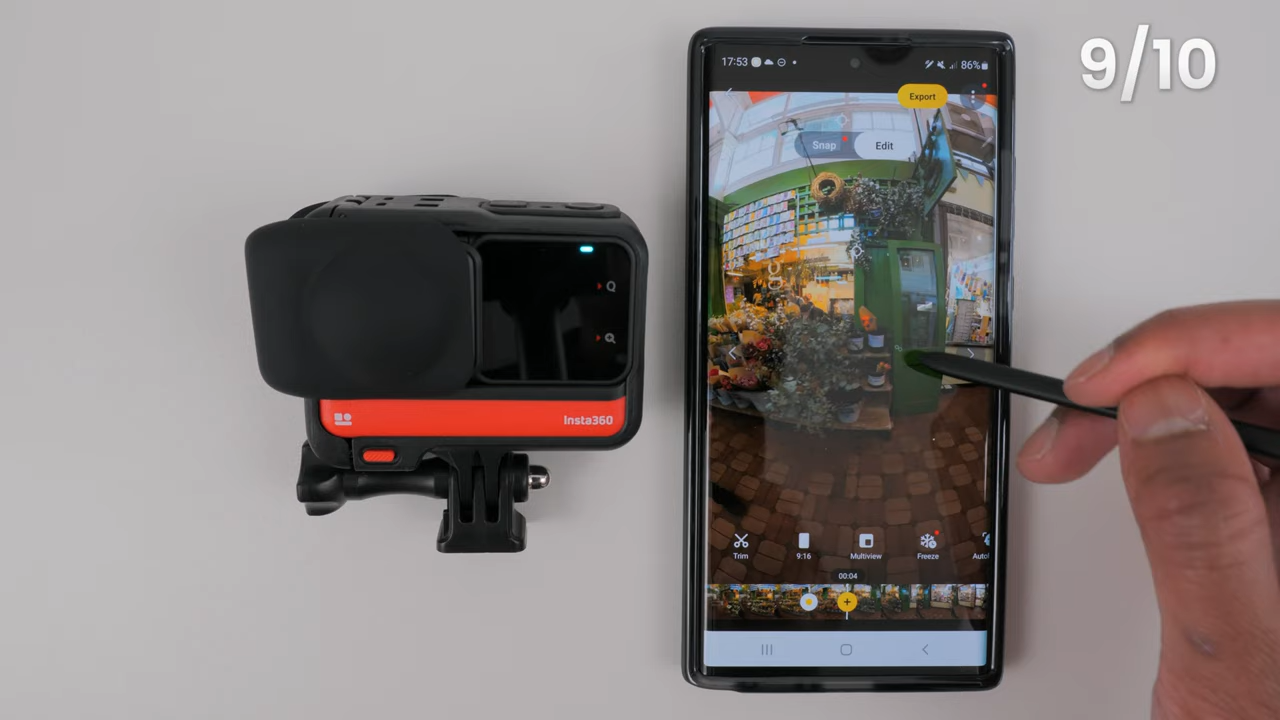 9/10
17:53
86%
Export
Snap
Edit
Insta360
Trim
9:16
Multiview
Freeze
00:04